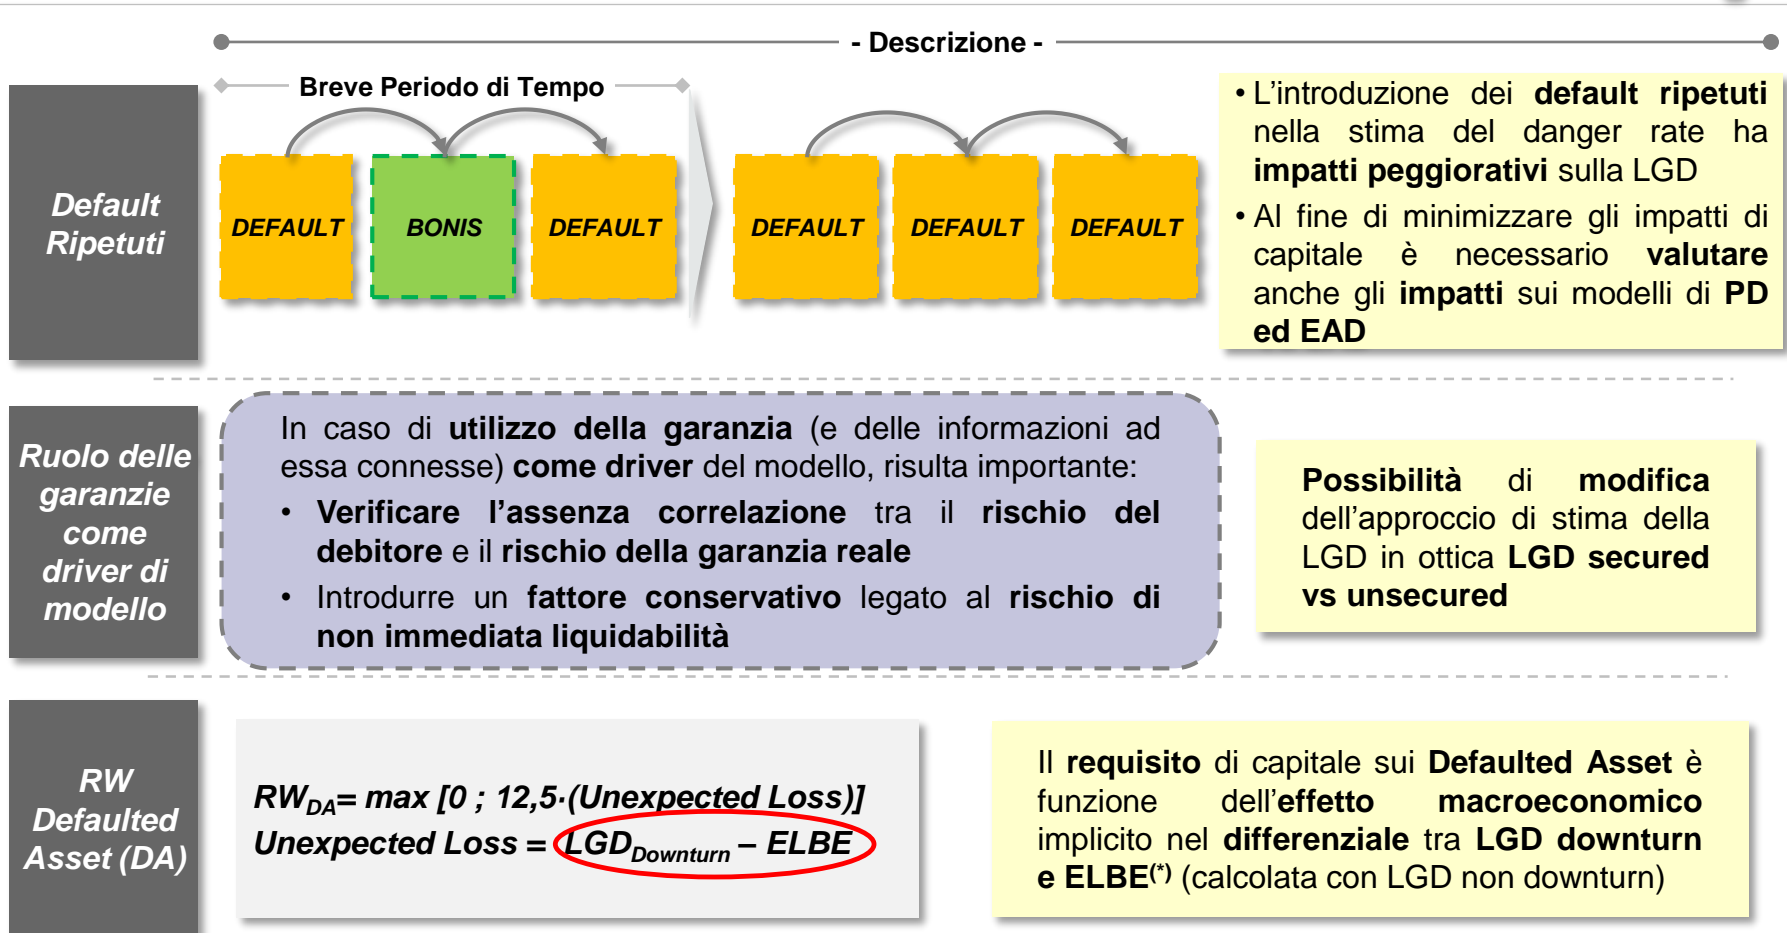 - Descrizione -
Default
Ripetuti
Breve Periodo di Tempo
DEFAULT
BONIS
DEFAULT
DEFAULT
DEFAULT
DEFAULT
• L'introduzione dei default ripetuti
nella stima del danger rate ha
impatti peggiorativi sulla LGD
• Al fine di minimizzare gli impatti di
capitale è necessario valutare
anche gli impatti sui modelli di PD
ed EAD
Ruolo delle
garanzie
come
driver di
modello
In caso di utilizzo della garanzia (e delle informazioni ad
essa connesse) come driver del modello, risulta importante:
• Verificare l'assenza correlazione tra il rischio del
debitore e il rischio della garanzia reale
• Introdurre un fattore conservativo legato al rischio di
non immediata liquidabilità
Possibilità di modifica
dell'approccio di stima della
LGD in ottica LGD secured
vs unsecured
RW
Defaulted
Asset (DA)
RW_DA= max [0 ; 12,5·(Unexpected Loss)]
Unexpected Loss = LGD_Downturn – ELBE
Il requisito di capitale sui Defaulted Asset è
funzione dell'effetto macroeconomico
implicito nel differenziale tra LGD downturn
e ELBE(*) (calcolata con LGD non downturn)